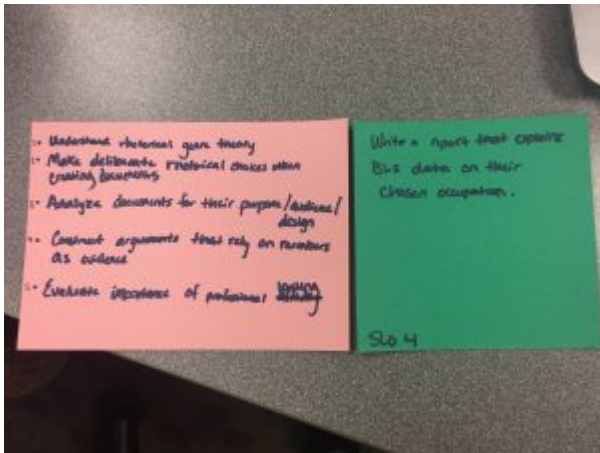 1. Understand rhetorical genre theory
2. Make deliberate rhetorical choices when
creating documents
3. Analyze documents for their purpose/audience/
design
4. Construct arguments that rely on numbers
as evidence
5. Evaluate importance of professional
Write a report that explains
BLS data on their
chosen occupation.
SLO 4